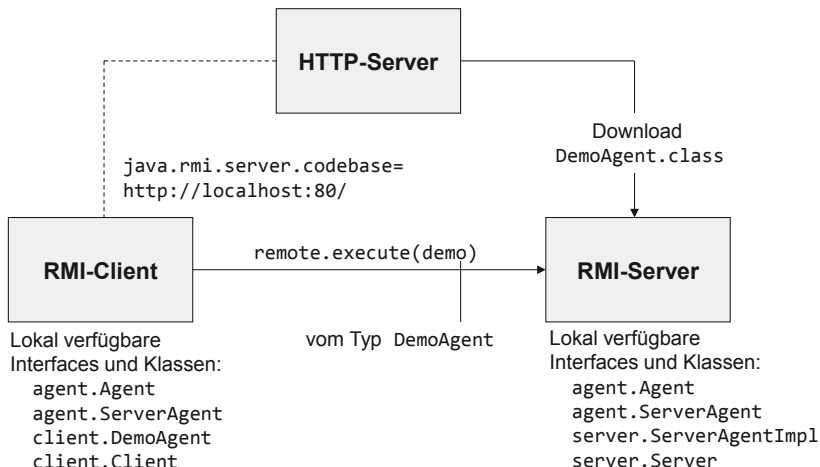 HTTP-Server
Download
DemoAgent.class
java.rmi.server.codebase=
http://localhost:80/
RMI-Client
remote.execute(demo)
RMI-Server
vom Typ DemoAgent
Lokal verfügbare
Interfaces und Klassen:
agent.Agent
agent.ServerAgent
client.DemoAgent
client.Client
Lokal verfügbare
Interfaces und Klassen:
agent.Agent
agent.ServerAgent
server.ServerAgentImpl
server.Server